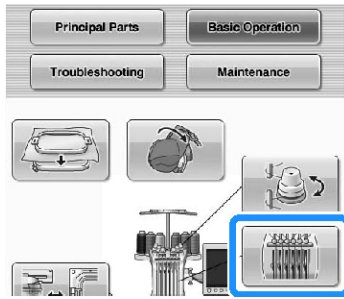 Principal Parts
Basic Operation
Troubleshooting
Maintenance